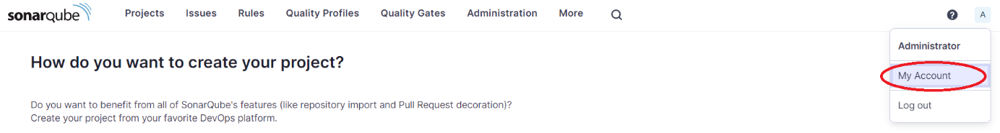 sonarqube Projects Issues Rules Quality Profiles Quality Gates Administration More ? A
Administrator
How do you want to create your project?
My Account
Do you want to benefit from all of SonarQube's features (like repository import and Pull Request decoration)?
Log out
Create your project from your favorite DevOps platform.